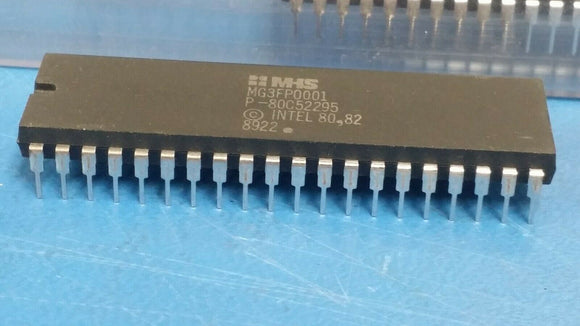 MHS
MG3FP0001
P-80C52295
© INTEL 80,82
8922